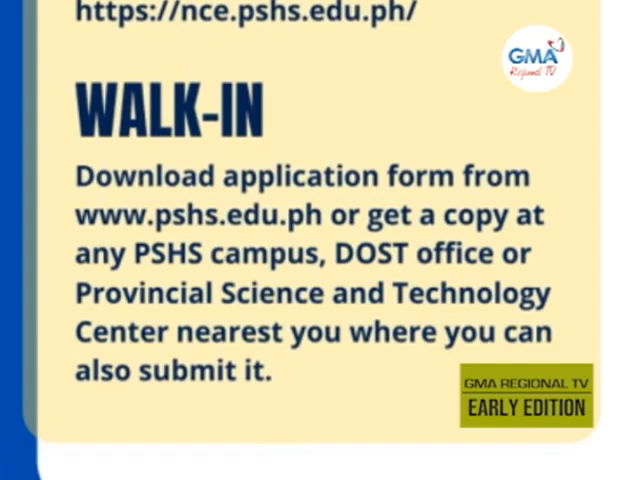 https://nce.pshs.edu.ph/
GMA
Regional TV
WALK-IN
Download application form from
www.pshs.edu.ph or get a copy at
any PSHS campus, DOST office or
Provincial Science and Technology
Center nearest you where you can
also submit it.
GMA REGIONAL TV
EARLY EDITION